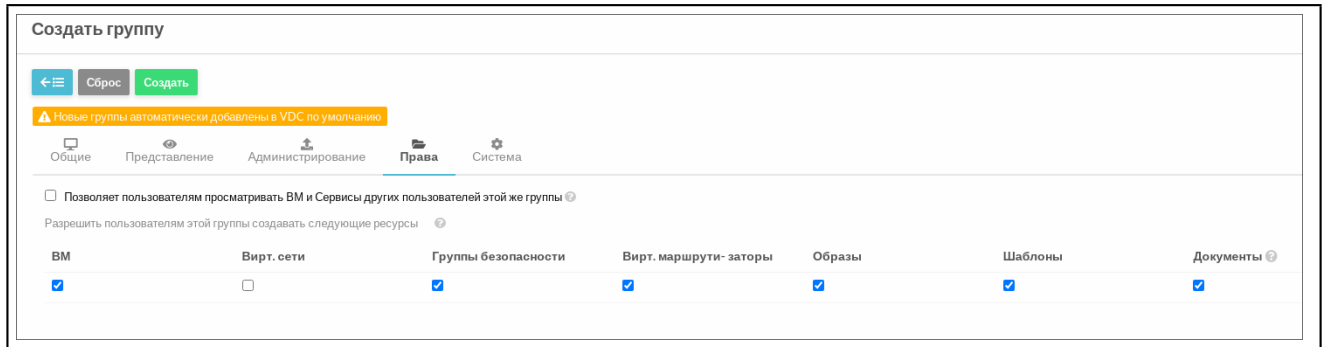 Создать группу
Сброс Создать
Новые группы автоматически добавлены в VDC по умолчанию
Общие Представление Администрирование Права Система
Позволяет пользователям просматривать ВМ и Сервисы других пользователей этой же группы
Разрешить пользователям этой группы создавать следующие ресурсы
ВМ Вирт. сети Группы безопасности Вирт. маршрути- заторы Образы Шаблоны Документы